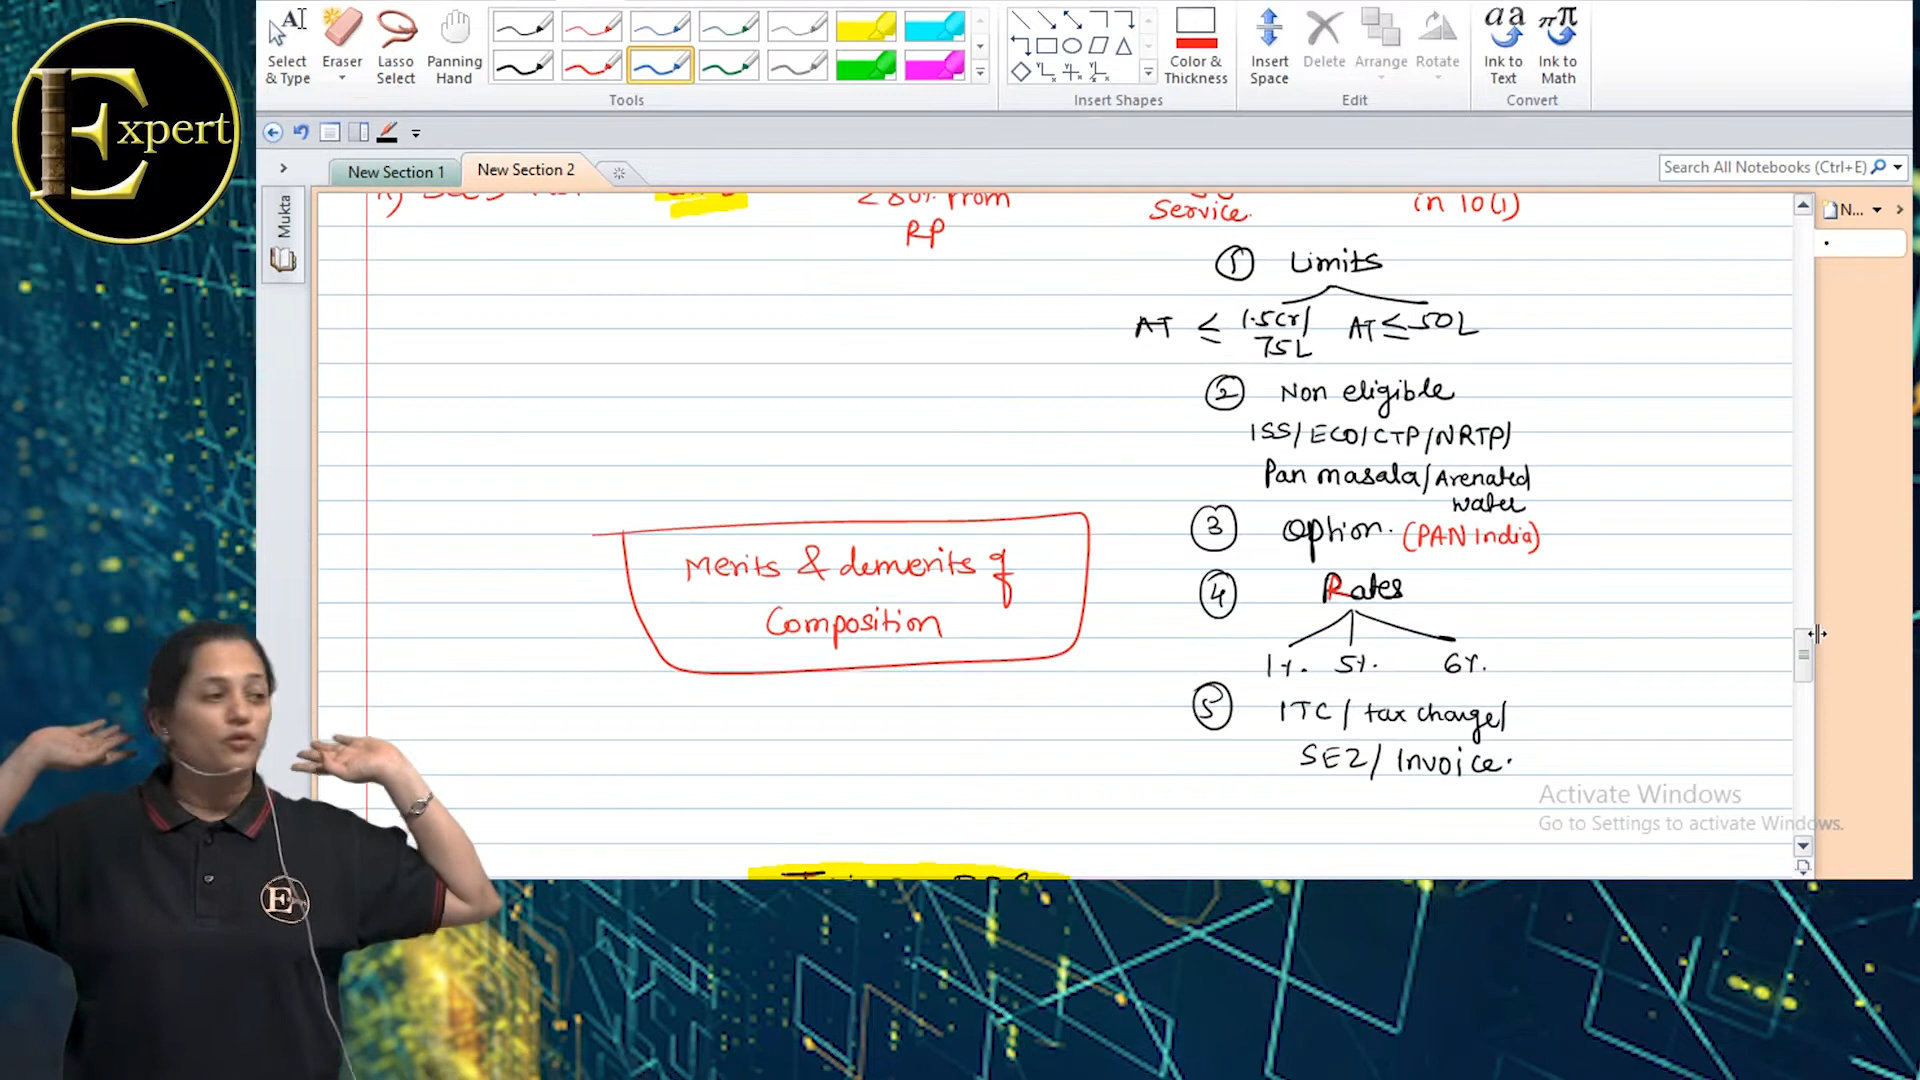 Expert
A
Select & Type
Eraser
Lasso Select
Panning Hand
Tools
Insert Shapes
Color & Thickness
Insert Space
Delete
Arrange
Rotate
Edit
aa
Ink to Text
ππ
Ink to Math
Convert
New Section 1
New Section 2
Search All Notebooks (Ctrl+E)
N...
Mukta
< 80% From
RP
Service.
in 10(1)
① Limits
AT ≤ 1.5Cr/
75L
AT ≤ 50L
② Non eligible
ISS/ECO/CTP/NRTP/
Pan masala/Arenated
water
③ Option. (PAN India)
④ Rates
1%. 5%. 6%.
⑤ ITC/ tax charge/
SEZ/ Invoice.
Merits & demerits of
Composition
Activate Windows
Go to Settings to activate Windows.
E